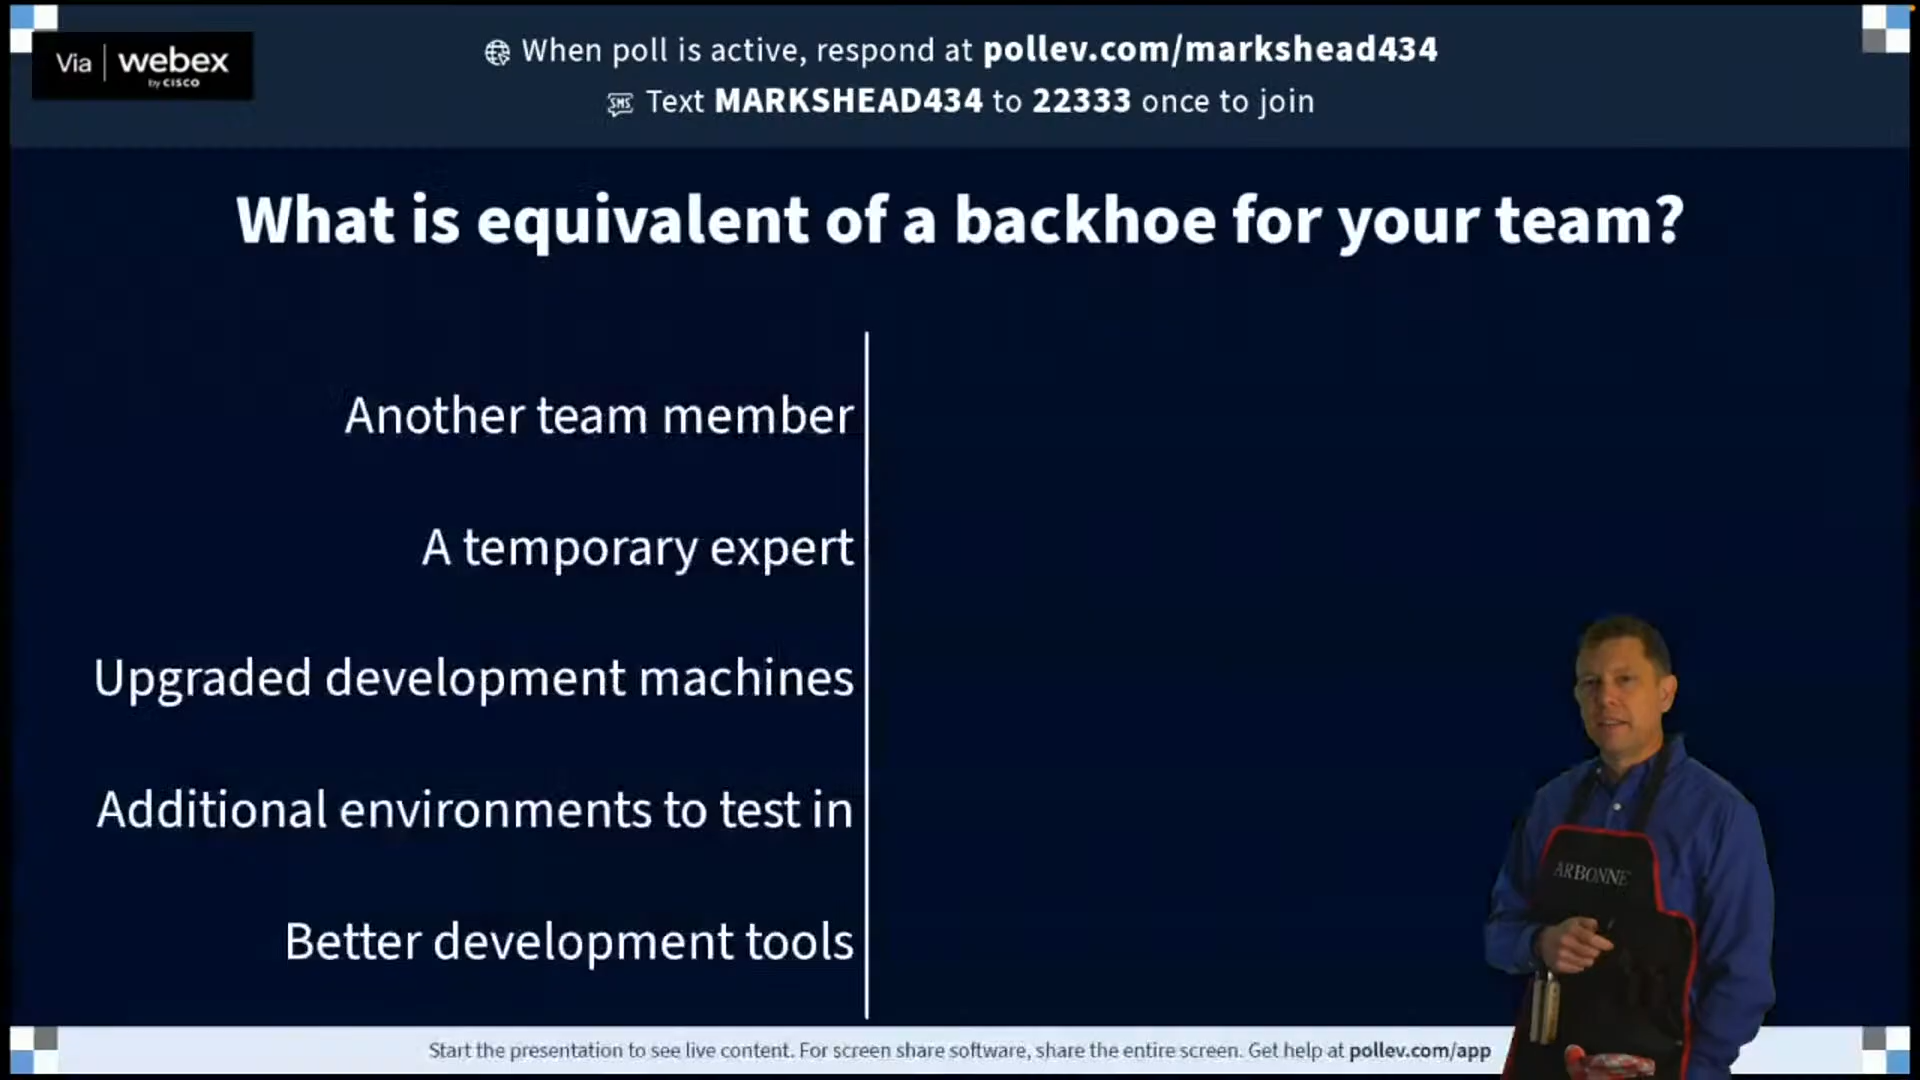 Via | webex
by CISCO
When poll is active, respond at pollev.com/markshead434
SMS Text MARKSHEAD434 to 22333 once to join
What is equivalent of a backhoe for your team?
Another team member
A temporary expert
Upgraded development machines
Additional environments to test in
Better development tools
ARBONNE
Start the presentation to see live content. For screen share software, share the entire screen. Get help at pollev.com/app